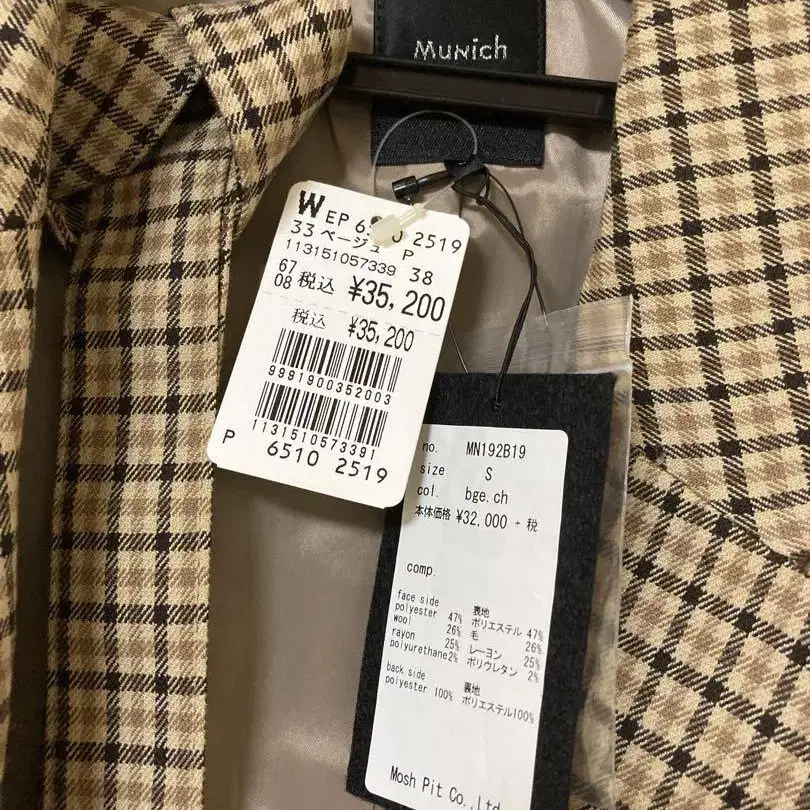 Munich
W EP 65 0 2519
33 ベージュ P
113151057339 38
67
08 税込 ¥35,200
税込 ¥35,200
9991900352003
1131510573391
P 6510 2519
no. MN192B19
size S
col. bge.ch
本体価格 ¥32,000 + 税
comp.
face side 表地
polyester 47% ポリエステル 47%
wool 26% 毛 26%
rayon 25% レーヨン 25%
polyurethane2% ポリウレタン 2%
back side 裏地
polyester 100% ポリエステル100%
Mosh Pit Co.,Ltd